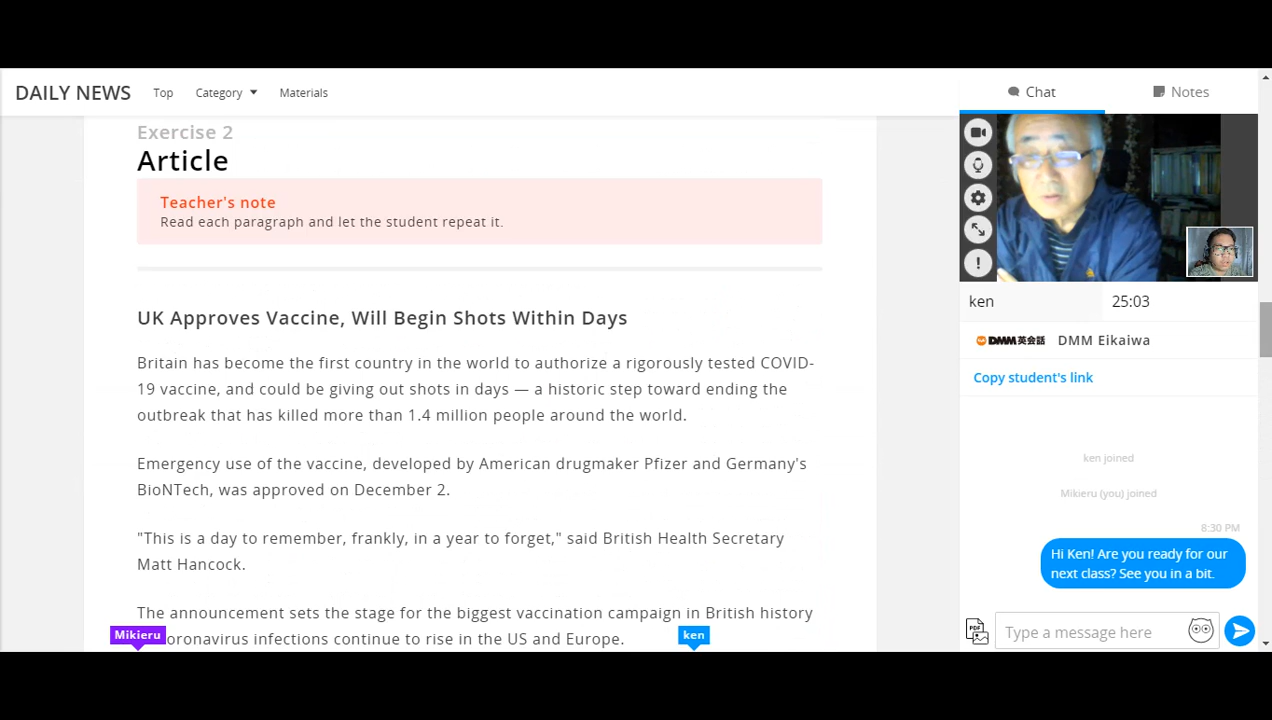 DAILY NEWS
Top
Category
Materials
Chat
Notes
Exercise 2
Article
Teacher's note
Read each paragraph and let the student repeat it.
UK Approves Vaccine, Will Begin Shots Within Days
Britain has become the first country in the world to authorize a rigorously tested COVID-
19 vaccine, and could be giving out shots in days — a historic step toward ending the
outbreak that has killed more than 1.4 million people around the world.
Emergency use of the vaccine, developed by American drugmaker Pfizer and Germany's
BioNTech, was approved on December 2.
"This is a day to remember, frankly, in a year to forget," said British Health Secretary
Matt Hancock.
The announcement sets the stage for the biggest vaccination campaign in British history
oronavirus infections continue to rise in the US and Europe.
Mikieru
ken
ken
25:03
DMM英会話
DMM Eikaiwa
Copy student's link
ken joined
Mikieru (you) joined
8:30 PM
Hi Ken! Are you ready for our
next class? See you in a bit.
PDF
Type a message here